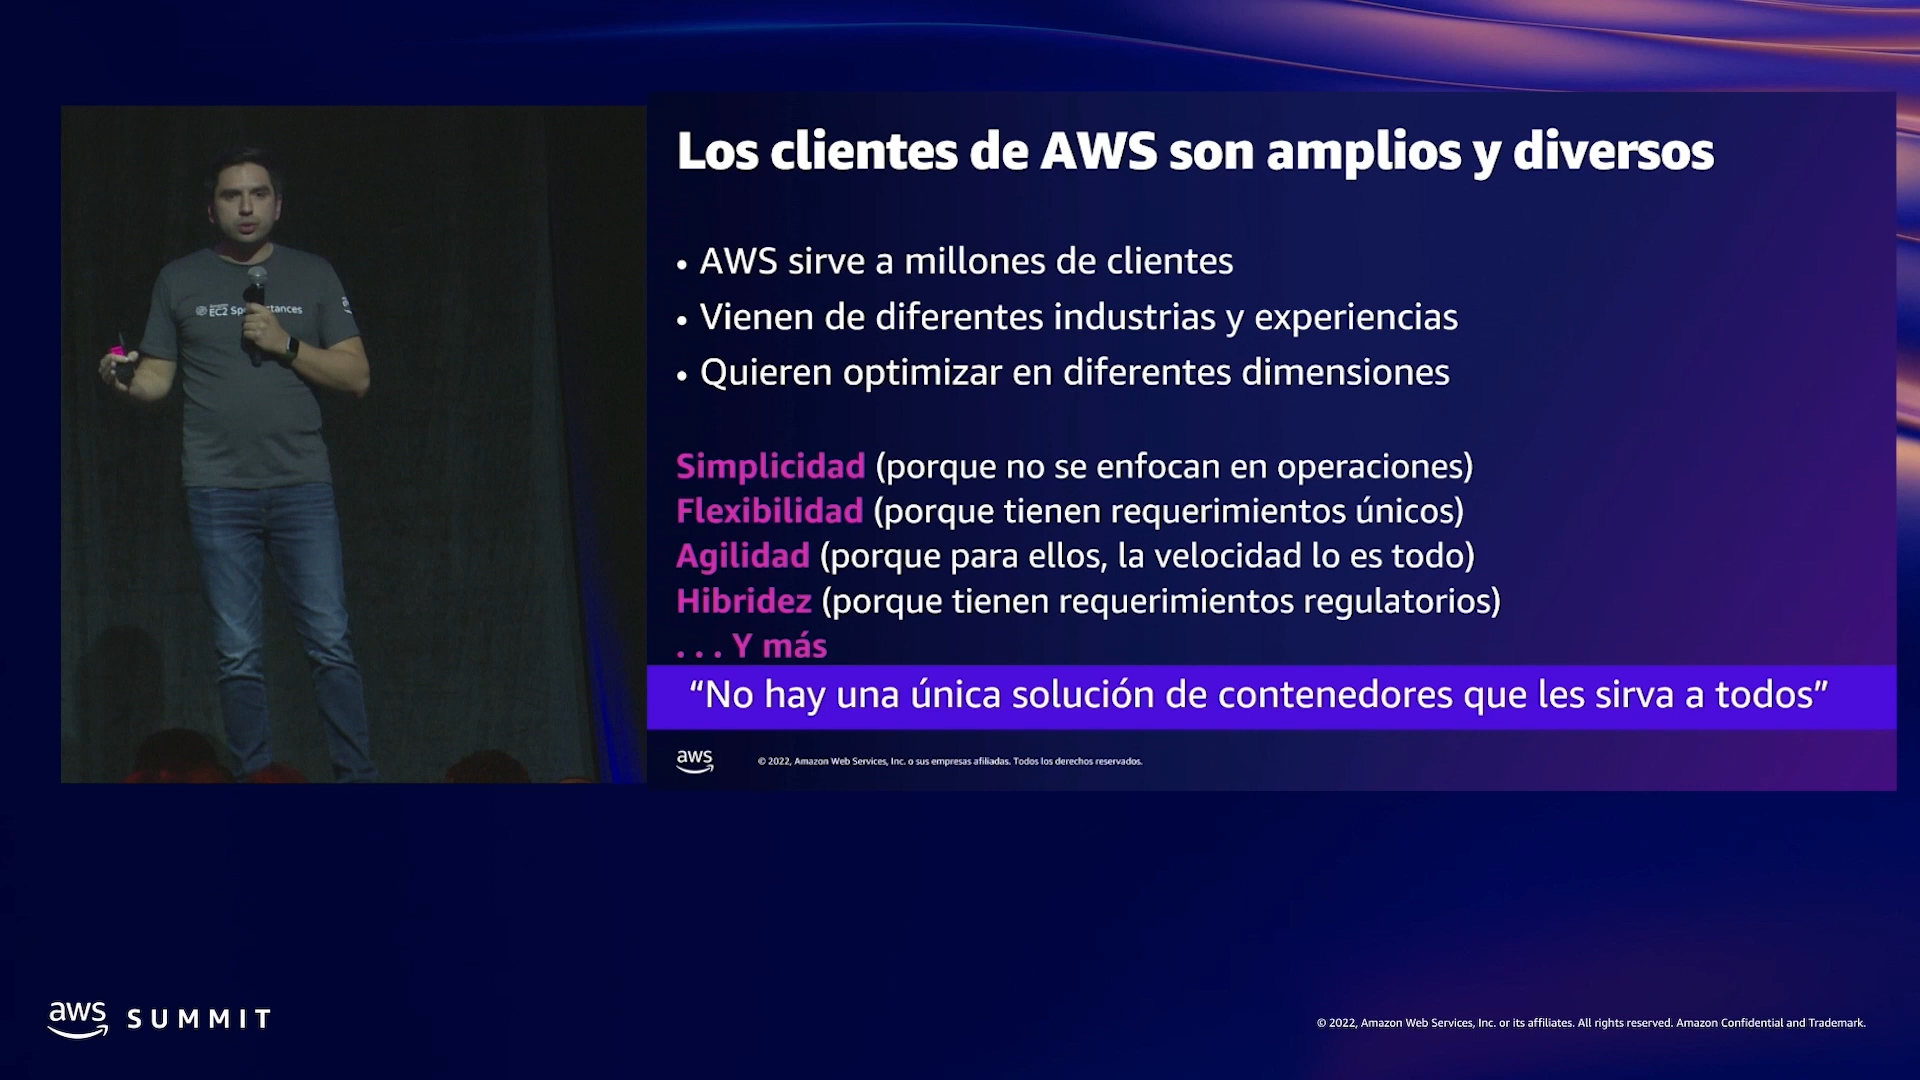 Los clientes de AWS son amplios y diversos
• AWS sirve a millones de clientes
• Vienen de diferentes industrias y experiencias
• Quieren optimizar en diferentes dimensiones
Simplicidad (porque no se enfocan en operaciones)
Flexibilidad (porque tienen requerimientos únicos)
Agilidad (porque para ellos, la velocidad lo es todo)
Hibridez (porque tienen requerimientos regulatorios)
. . . Y más
“No hay una única solución de contenedores que les sirva a todos”
aws
© 2022, Amazon Web Services, Inc. o sus empresas afiliadas. Todos los derechos reservados.
EC2
aws SUMMIT
© 2022, Amazon Web Services, Inc. or its affiliates. All rights reserved. Amazon Confidential and Trademark.